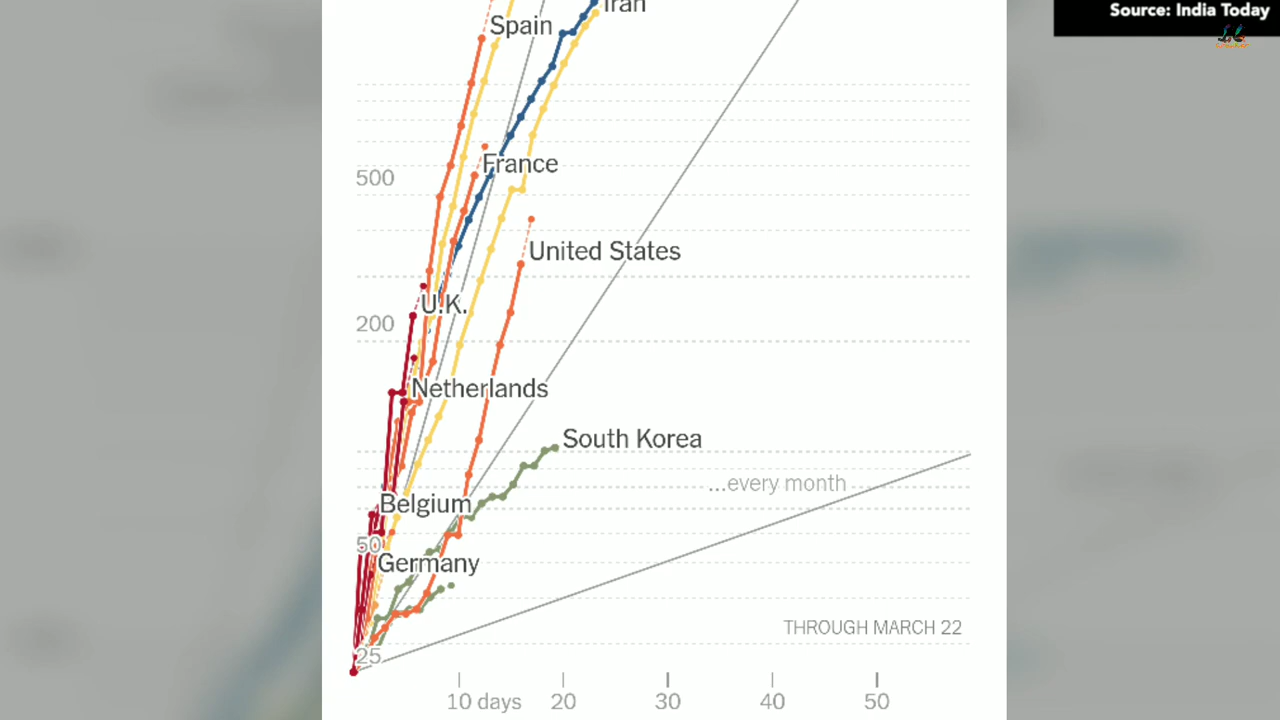 Source: India Today
Iran
Spain
France
500
United States
U.K.
200
Netherlands
South Korea
...every month
Belgium
50
Germany
THROUGH MARCH 22
25
10 days
20
30
40
50